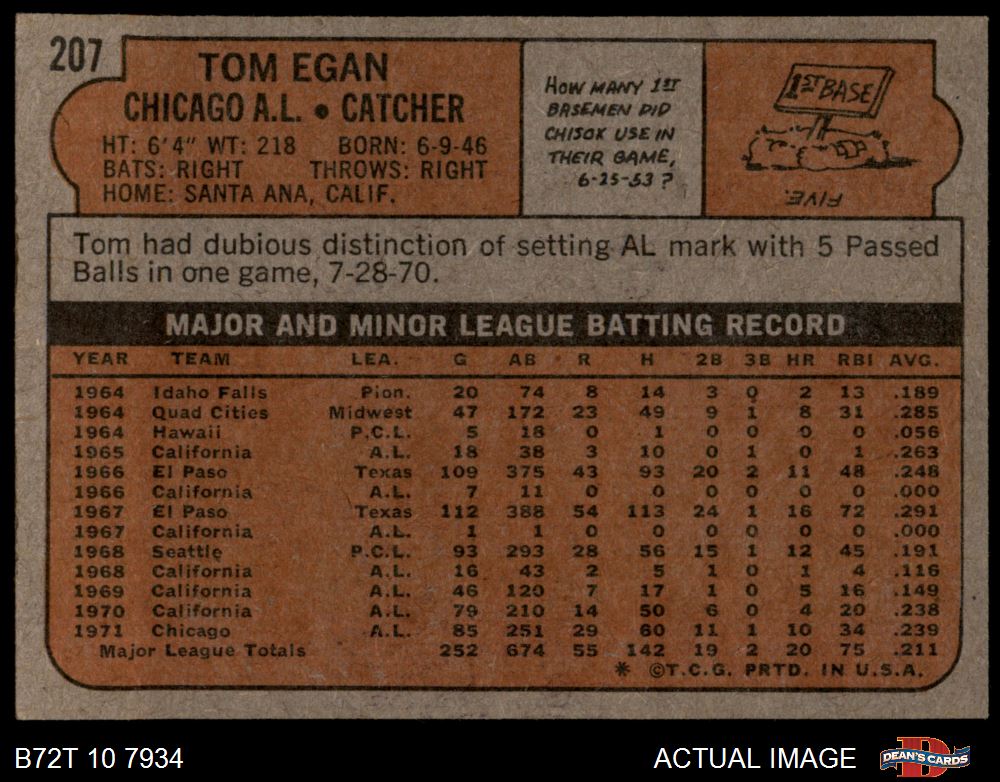 207
TOM EGAN
CHICAGO A.L. • CATCHER
HT: 6'4" WT: 218 BORN: 6-9-46
BATS: RIGHT THROWS: RIGHT
HOME: SANTA ANA, CALIF.
HOW MANY 1ST
BASEMEN DID
CHISOX USE IN
THEIR GAME,
6-25-53?
1ST BASE
FIVE.
Tom had dubious distinction of setting AL mark with 5 Passed
Balls in one game, 7-28-70.
MAJOR AND MINOR LEAGUE BATTING RECORD
YEAR TEAM LEA. G AB R H 2B 3B HR RBI AVG.
1964 Idaho Falls Pion. 20 74 8 14 3 0 2 13 .189
1964 Quad Cities Midwest 47 172 23 49 9 1 8 31 .285
1964 Hawaii P.C.L. 5 18 0 1 0 0 0 0 .056
1965 California A.L. 18 38 3 10 0 1 0 1 .263
1966 El Paso Texas 109 375 43 93 20 2 11 48 .248
1966 California A.L. 7 11 0 0 0 0 0 0 .000
1967 El Paso Texas 112 388 54 113 24 1 16 72 .291
1967 California A.L. 1 1 0 0 0 0 0 0 .000
1968 Seattle P.C.L. 93 293 28 56 15 1 12 45 .191
1968 California A.L. 16 43 2 5 1 0 1 4 .116
1969 California A.L. 46 120 7 17 1 0 5 16 .149
1970 California A.L. 79 210 14 50 6 0 4 20 .238
1971 Chicago A.L. 85 251 29 60 11 1 10 34 .239
Major League Totals 252 674 55 142 19 2 20 75 .211
* ©T.C.G. PRTD. IN U.S.A.
B72T 10 7934
ACTUAL IMAGE
D
DEAN'S CARDS